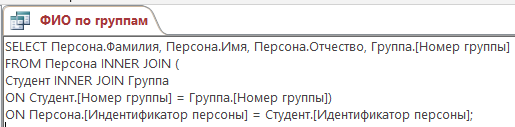 ФИО по группам
SELECT Персона.Фамилия, Персона.Имя, Персона.Отчество, Группа.[Номер группы]
FROM Персона INNER JOIN (
Студент INNER JOIN Группа
ON Студент.[Номер группы] = Группа.[Номер группы])
ON Персона.[Индентификатор персоны] = Студент.[Идентификатор персоны];